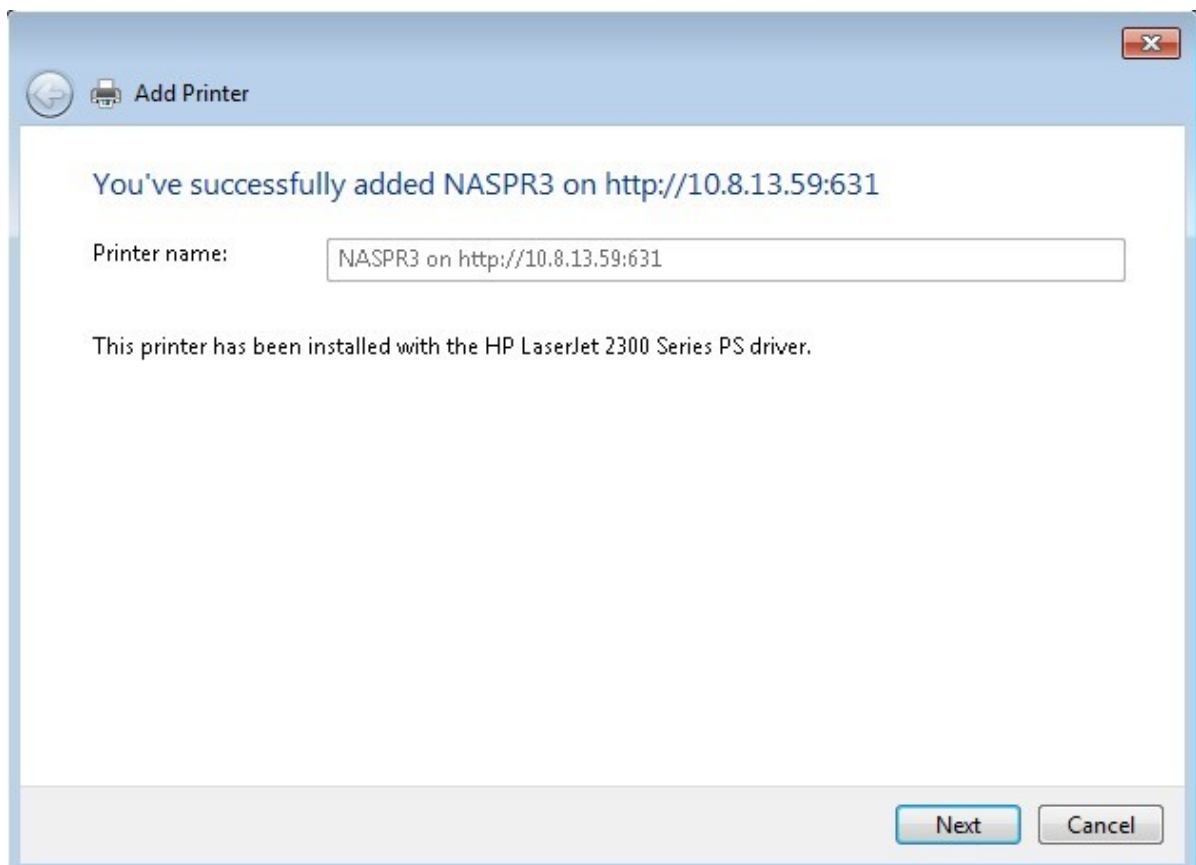 Add Printer
You've successfully added NASPR3 on http://10.8.13.59:631
Printer name:
NASPR3 on http://10.8.13.59:631
This printer has been installed with the HP LaserJet 2300 Series PS driver.
Next
Cancel